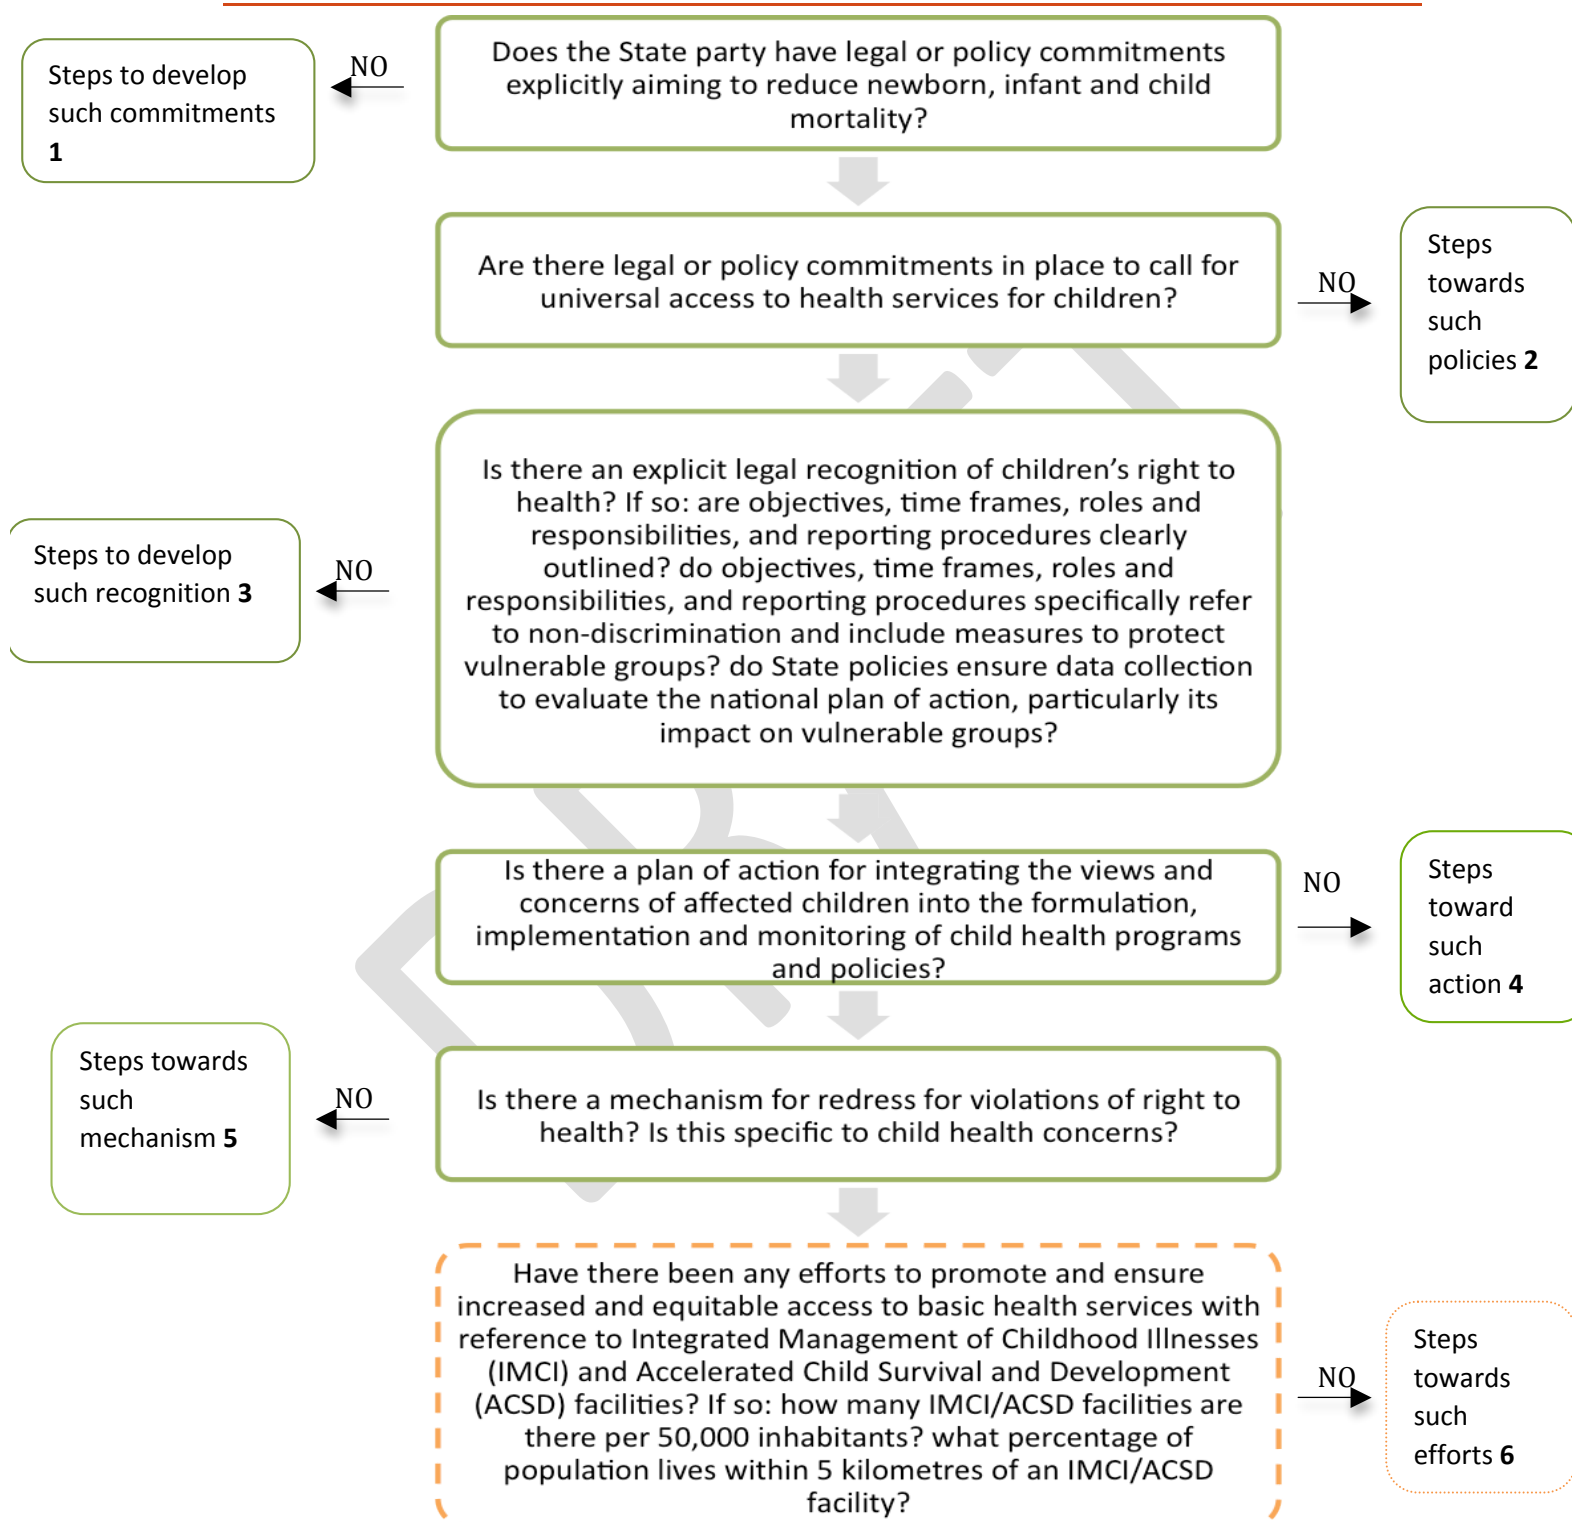 Does the State party have legal or policy commitments
explicitly aiming to reduce newborn, infant and child
mortality?
NO
Steps to develop
such commitments
1
Are there legal or policy commitments in place to call for
universal access to health services for children?
NO
Steps
towards
such
policies 2
Is there an explicit legal recognition of children’s right to
health? If so: are objectives, time frames, roles and
responsibilities, and reporting procedures clearly
outlined? do objectives, time frames, roles and
responsibilities, and reporting procedures specifically refer
to non-discrimination and include measures to protect
vulnerable groups? do State policies ensure data collection
to evaluate the national plan of action, particularly its
impact on vulnerable groups?
NO
Steps to develop
such recognition 3
Is there a plan of action for integrating the views and
concerns of affected children into the formulation,
implementation and monitoring of child health programs
and policies?
NO
Steps
toward
such
action 4
Is there a mechanism for redress for violations of right to
health? Is this specific to child health concerns?
NO
Steps towards
such
mechanism 5
Have there been any efforts to promote and ensure
increased and equitable access to basic health services with
reference to Integrated Management of Childhood Illnesses
(IMCI) and Accelerated Child Survival and Development
(ACSD) facilities? If so: how many IMCI/ACSD facilities are
there per 50,000 inhabitants? what percentage of
population lives within 5 kilometres of an IMCI/ACSD
facility?
NO
Steps
towards
such
efforts 6